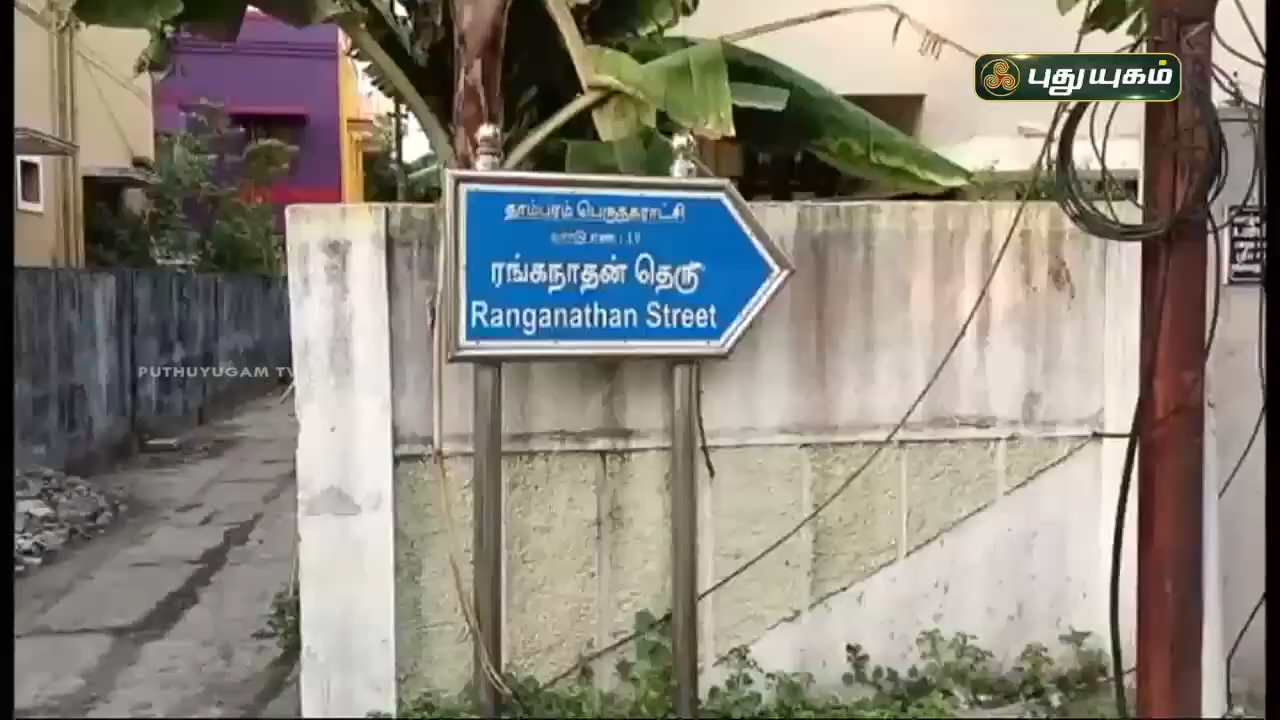 புதுயுகம்
தாம்பரம் பெருநகராட்சி
ரங்கநாதன் தெரு
Ranganathan Street
PUTHUYUGAM TV